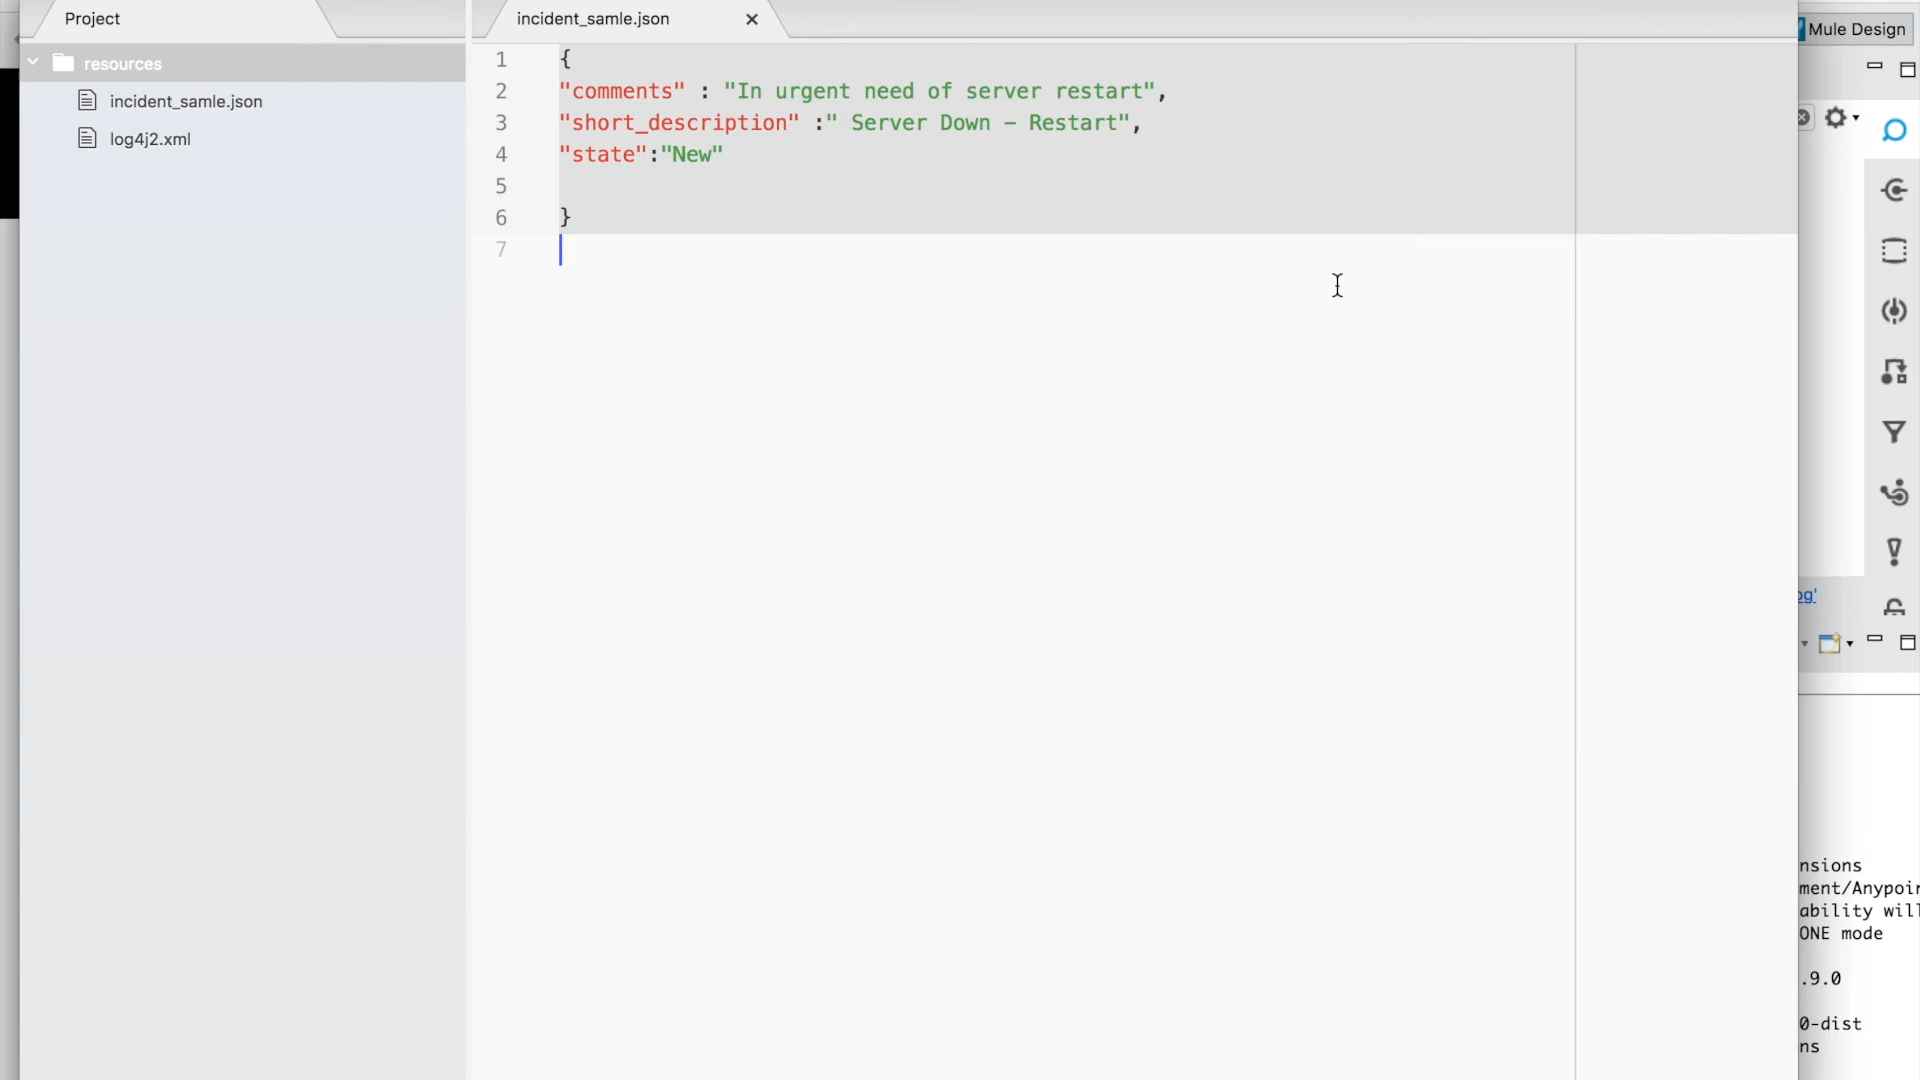 Project
incident_samle.json
Mule Design
resources
incident_samle.json
log4j2.xml
1 {
2 "comments" : "In urgent need of server restart",
3 "short_description" :" Server Down – Restart",
4 "state":"New"
5
6 }
7
og'
nsions
ment/Anypoin
ability will
ONE mode
.9.0
0-dist
ns